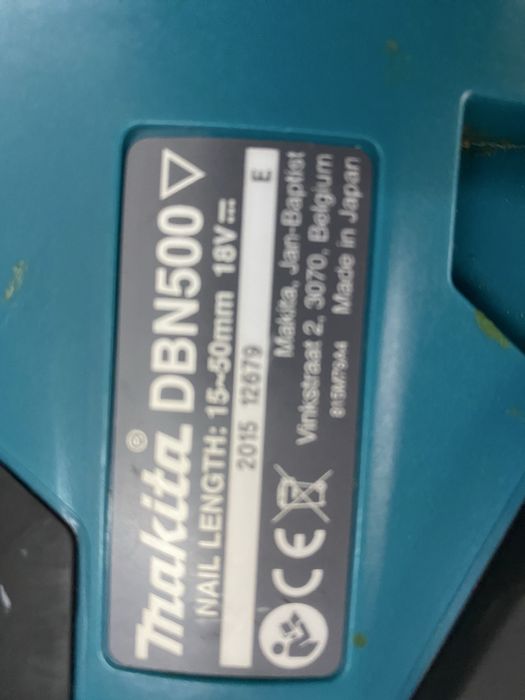 makita® DBN500
NAIL LENGTH: 15~50mm 18V⎓
2015 12679 E
Makita, Jan-Baptist
Vinkstraat 2, 3070, Belgium
Made in Japan
CE